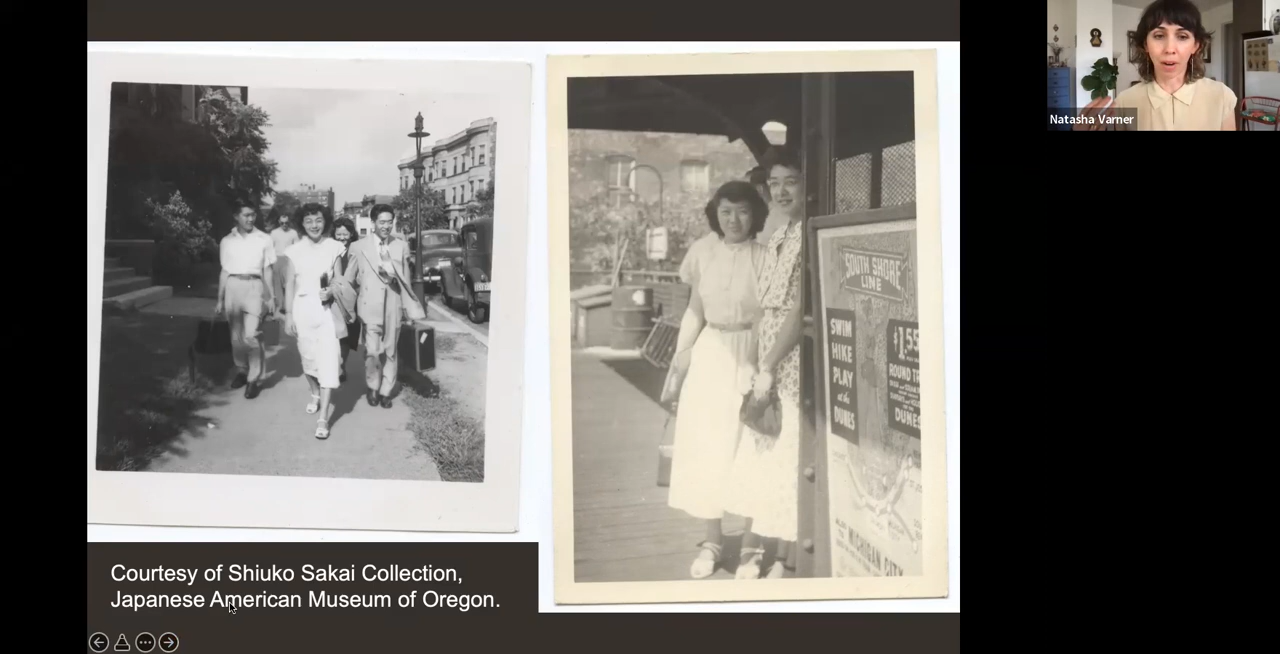 SOUTH SHORE
LINE
SWIM
HIKE
PLAY
at the
DUNES
$1.55
ROUND
DUNES
MICHIGAN CITY
Courtesy of Shiuko Sakai Collection,
Japanese American Museum of Oregon.
Natasha Varner